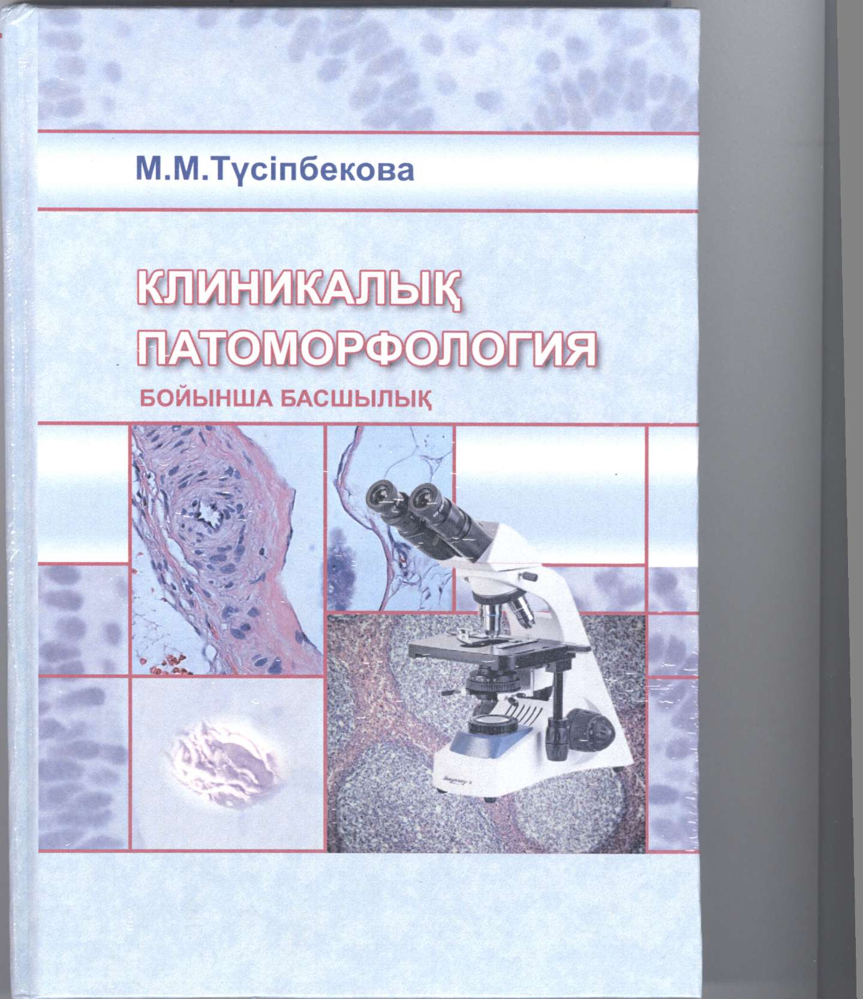 М.М.Түсіпбекова
КЛИНИКАЛЫҚ
ПАТОМОРФОЛОГИЯ
БОЙЫНША БАСШЫЛЫҚ